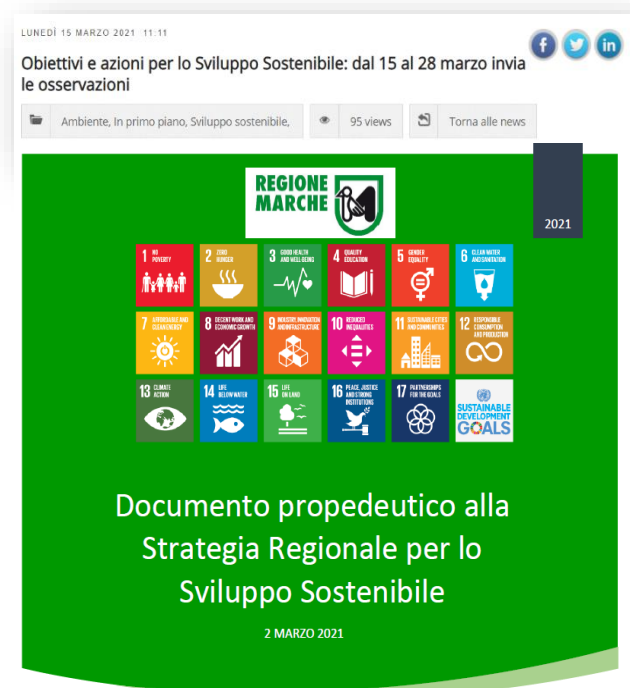 LUNEDÌ 15 MARZO 2021 11:11
Obiettivi e azioni per lo Sviluppo Sostenibile: dal 15 al 28 marzo invia
le osservazioni
Ambiente, In primo piano, Sviluppo sostenibile,
95 views
Torna alle news
REGIONE
MARCHE
2021
1 NO
POVERTY
2 ZERO
HUNGER
3 GOOD HEALTH
AND WELL-BEING
4 QUALITY
EDUCATION
5 GENDER
EQUALITY
6 CLEAN WATER
AND SANITATION
7 AFFORDABLE AND
CLEAN ENERGY
8 DECENT WORK AND
ECONOMIC GROWTH
9 INDUSTRY, INNOVATION
AND INFRASTRUCTURE
10 REDUCED
INEQUALITIES
11 SUSTAINABLE CITIES
AND COMMUNITIES
12 RESPONSIBLE
CONSUMPTION
AND PRODUCTION
13 CLIMATE
ACTION
14 LIFE
BELOW WATER
15 LIFE
ON LAND
16 PEACE, JUSTICE
AND STRONG
INSTITUTIONS
17 PARTNERSHIPS
FOR THE GOALS
SUSTAINABLE
DEVELOPMENT
GOALS
Documento propedeutico alla
Strategia Regionale per lo
Sviluppo Sostenibile
2 MARZO 2021